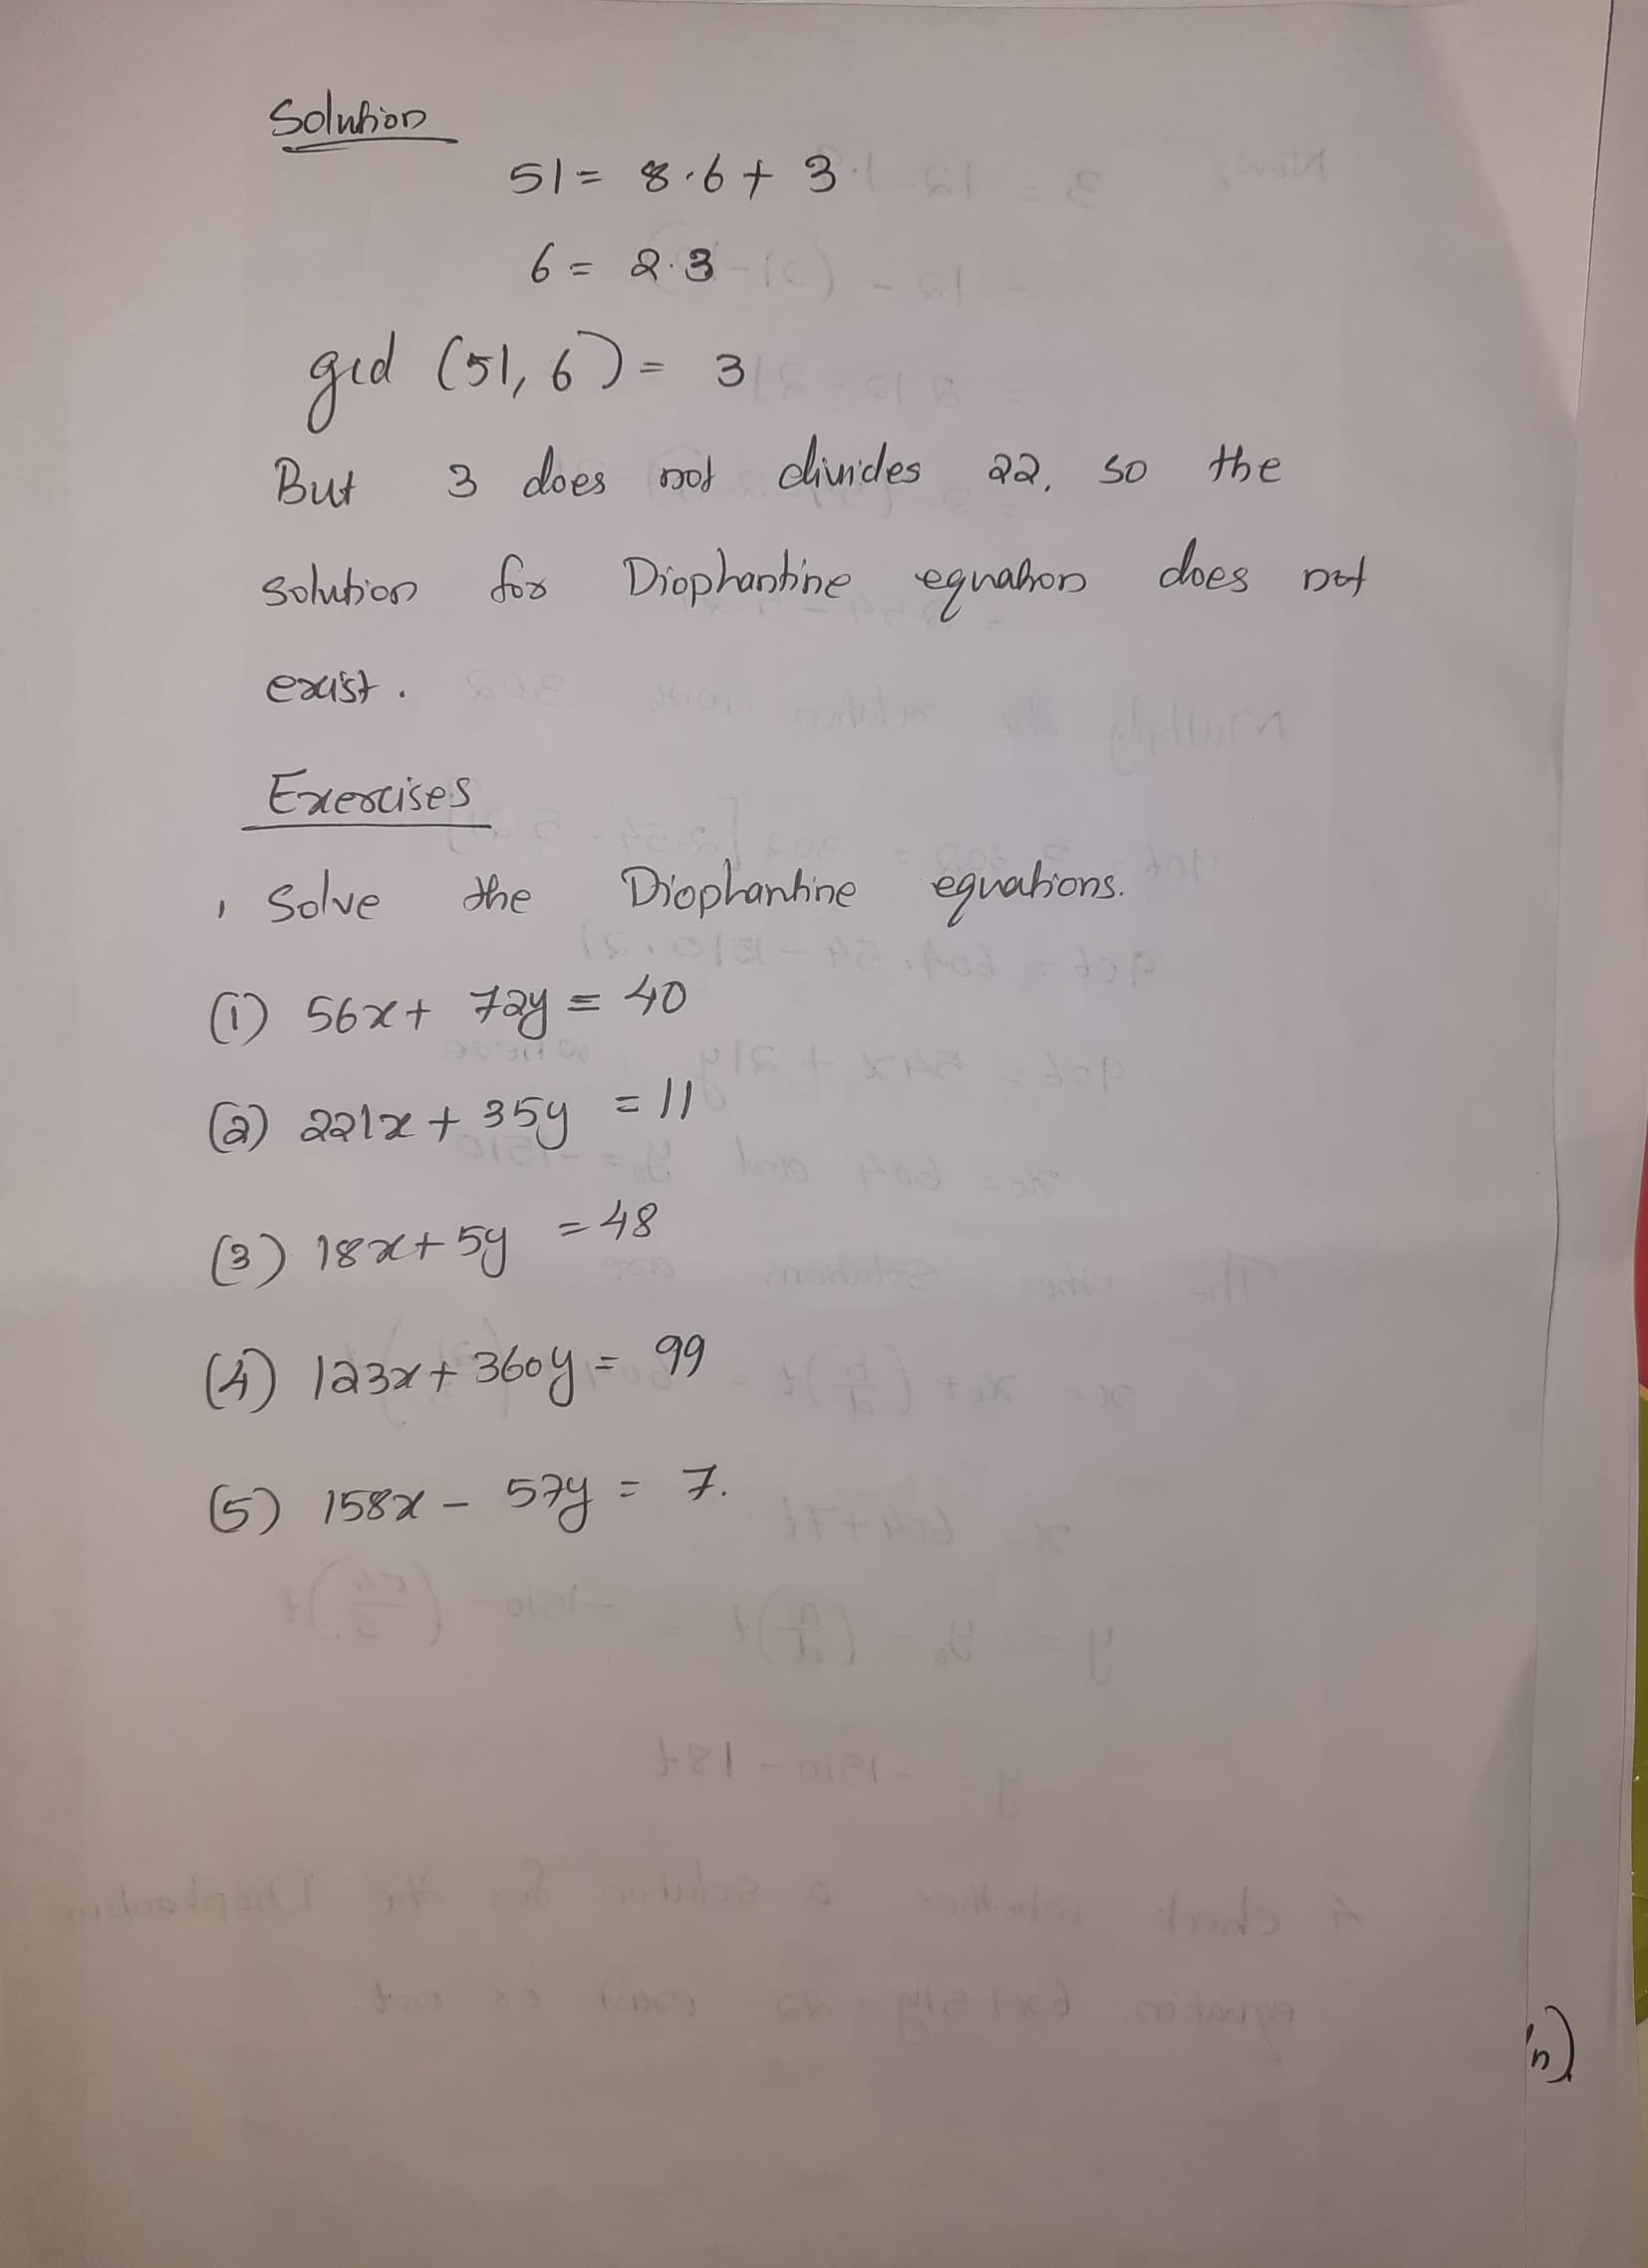 Solution
51 = 8·6 + 3
6 = 2·3
gcd (51, 6) = 3
But 3 does not divides 22, so the
solution for Diophantine equation does not
exist.
Exercises
1 Solve the Diophantine equations.
(1) 56x + 72y = 40
(2) 221x + 35y = 11
(3) 18x + 5y = 48
(4) 123x + 360y = 99
(5) 158x - 57y = 7.